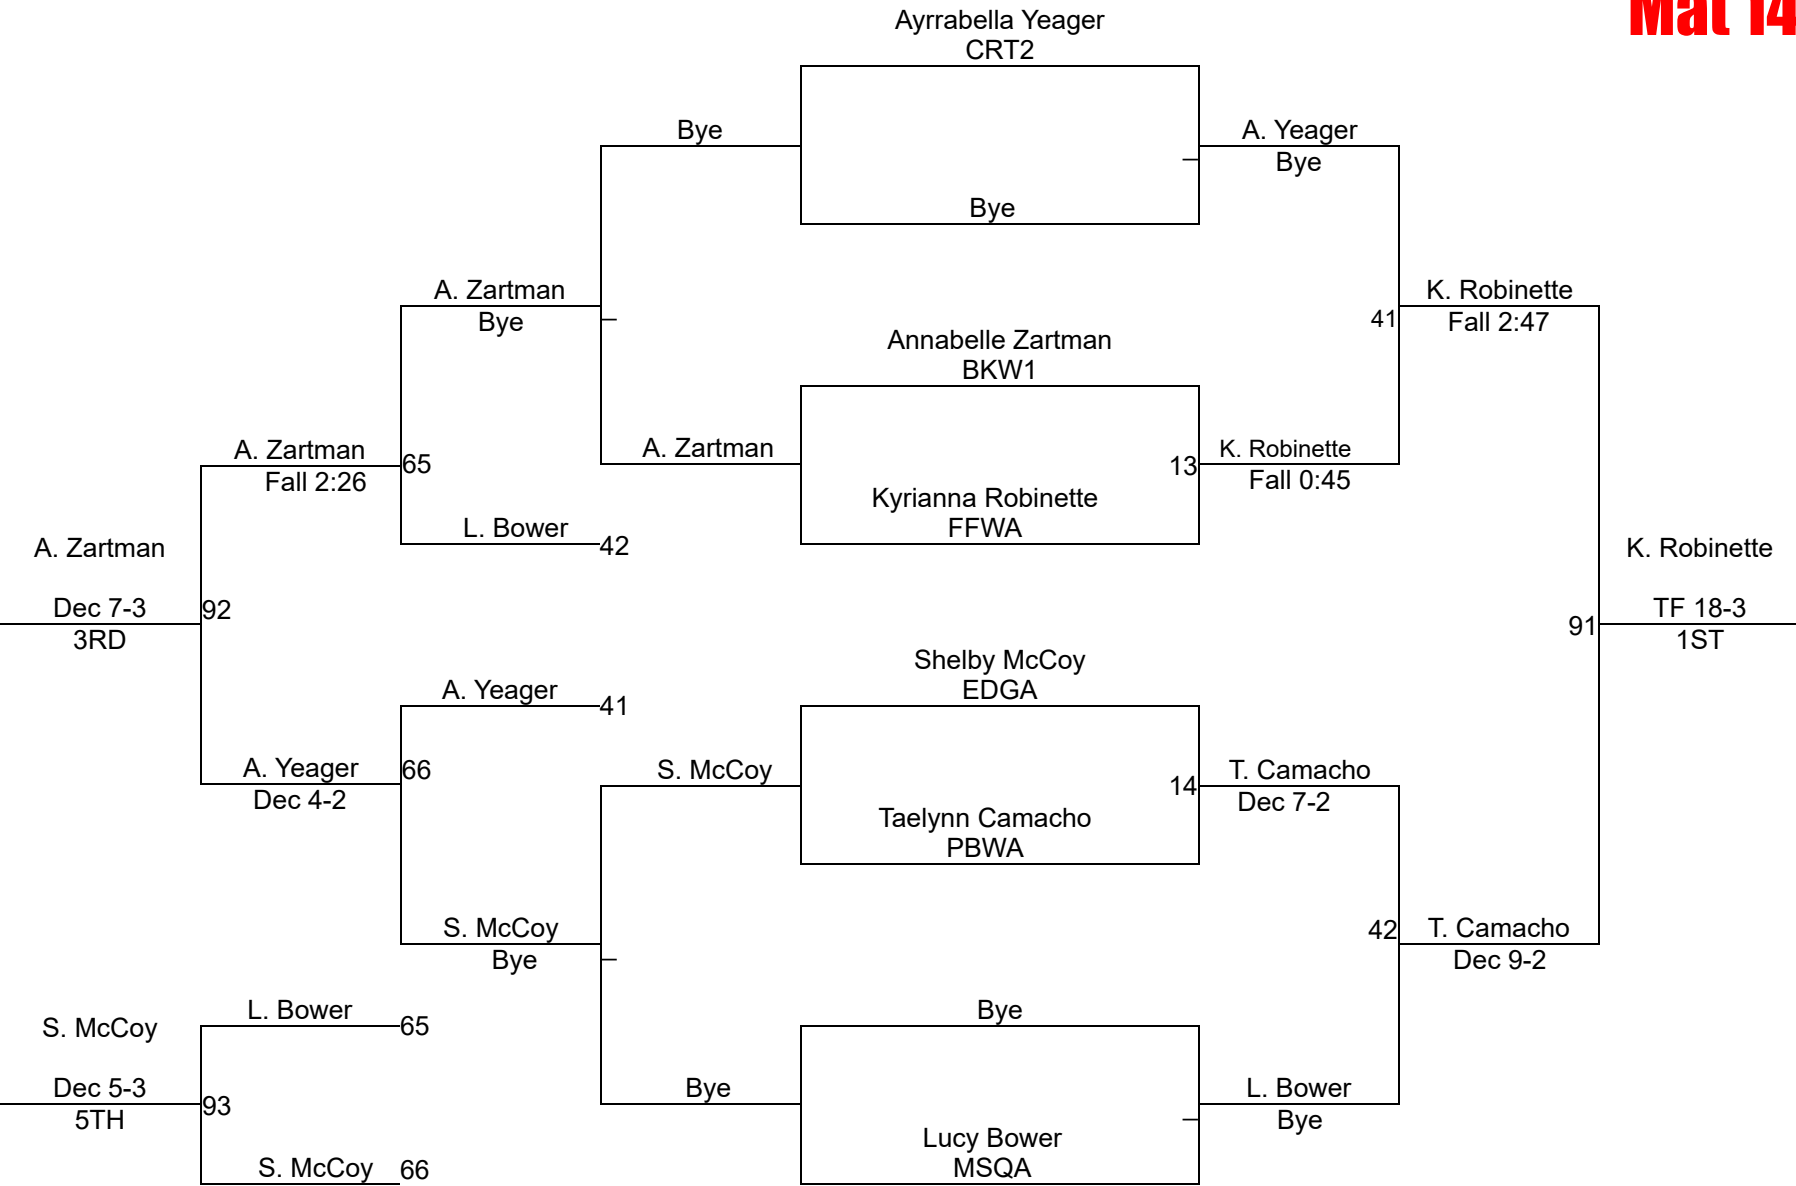 Mat 14
Ayrrabella Yeager
CRT2
Bye
A. Yeager
Bye
Bye
A. Zartman
Bye
K. Robinette
41
Fall 2:47
Annabelle Zartman
BKW1
A. Zartman
Fall 2:26
65
A. Zartman
13
K. Robinette
Fall 0:45
Kyrianna Robinette
FFWA
L. Bower
42
A. Zartman
Dec 7-3
92
3RD
K. Robinette
TF 18-3
91
1ST
Shelby McCoy
EDGA
A. Yeager
41
A. Yeager
66
Dec 4-2
S. McCoy
14
T. Camacho
Dec 7-2
Taelynn Camacho
PBWA
S. McCoy
Bye
42
T. Camacho
Dec 9-2
L. Bower
65
Bye
S. McCoy
Dec 5-3
93
5TH
Bye
L. Bower
Bye
Lucy Bower
MSQA
S. McCoy
66